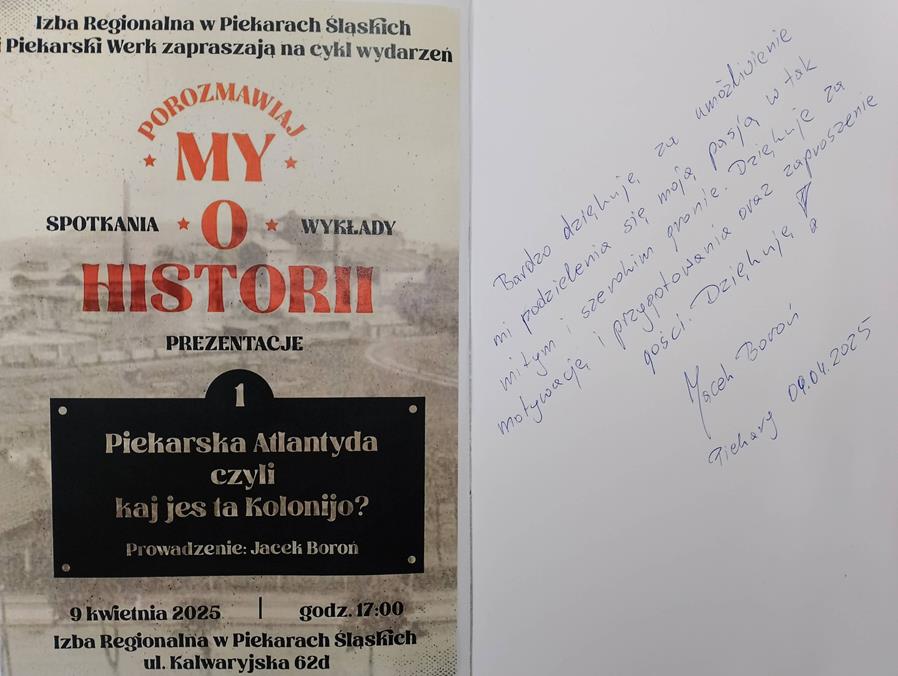 Izba Regionalna w Piekarach Śląskich
i Piekarski Werk zapraszają na cykl wydarzeń
POROZMAWIAJ
MY
SPOTKANIA O WYKŁADY
HISTORII
PREZENTACJE
1
Piekarska Atlantyda
czyli
kaj jes ta Kolonijo?
Prowadzenie: Jacek Boroń
9 kwietnia 2025 | godz. 17:00
Izba Regionalna w Piekarach Śląskich
ul. Kalwaryjska 62d
Bardzo dziękuję za umożliwienie
mi podzielenia się moją pasją w tak
miłym i szerokim gronie. Dziękuję za
motywację i przygotowania oraz zaproszenie
gości. Dziękuję !
Jacek Boroń
Piekary 09.04.2025